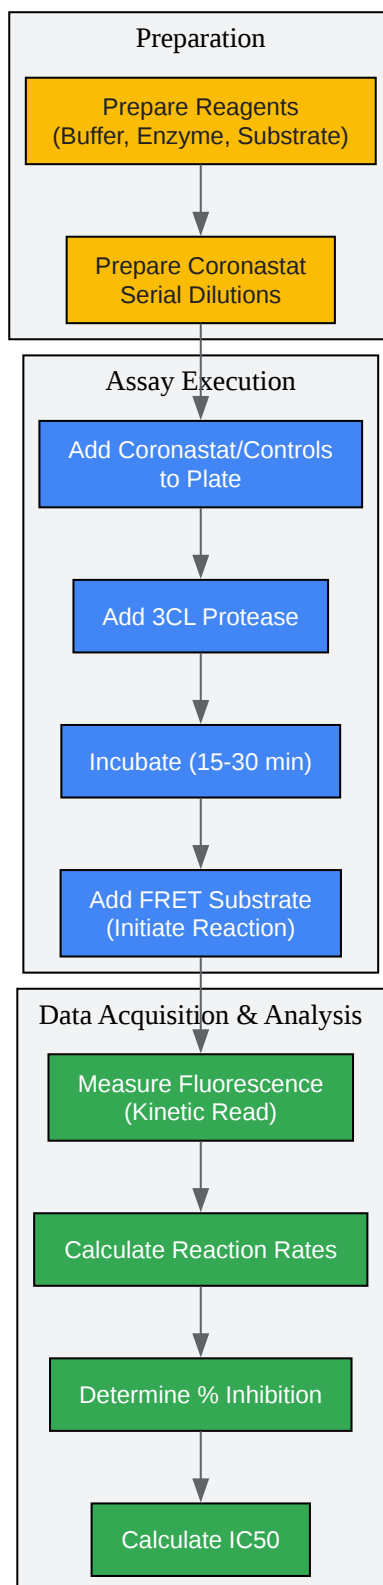 Preparation
Prepare Reagents
(Buffer, Enzyme, Substrate)
Prepare Coronastat
Serial Dilutions
Assay Execution
Add Coronastat/Controls
to Plate
Add 3CL Protease
Incubate (15-30 min)
Add FRET Substrate
(Initiate Reaction)
Data Acquisition & Analysis
Measure Fluorescence
(Kinetic Read)
Calculate Reaction Rates
Determine % Inhibition
Calculate IC50